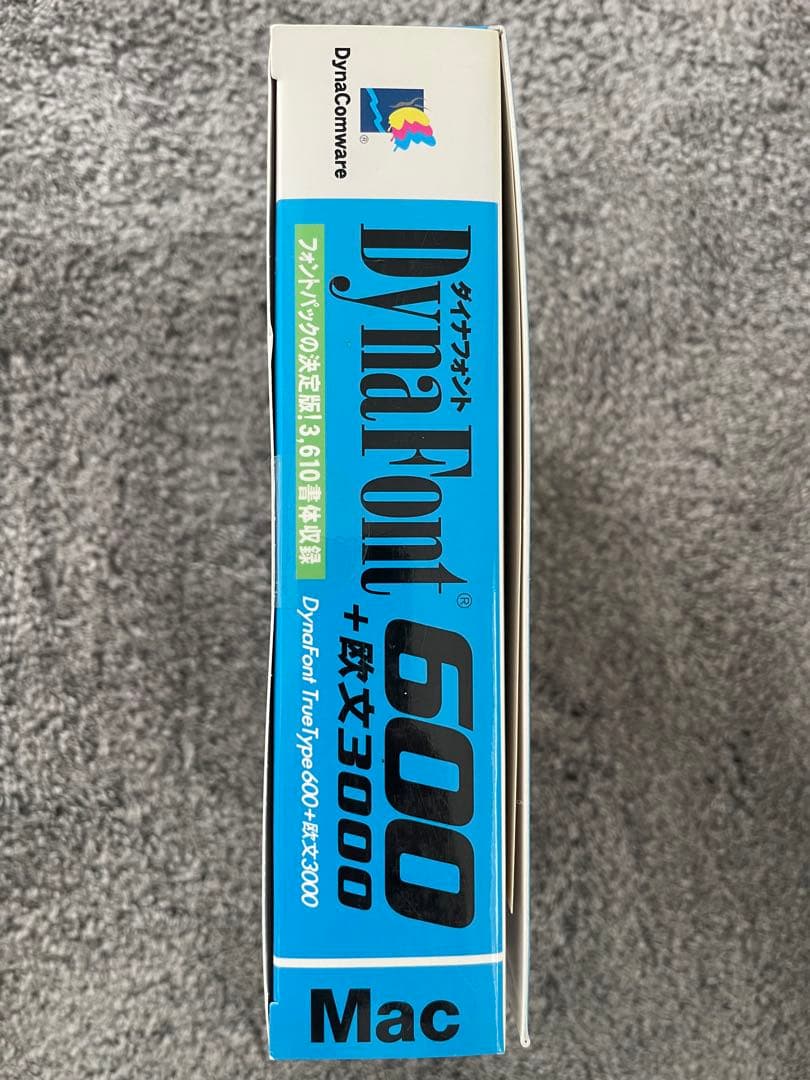 DynaComware
®
ダイナフォント
DynaFont® 600
+欧文3000
フォントパックの決定版!3,610書体収録
DynaFont TrueType600+欧文3000
Mac